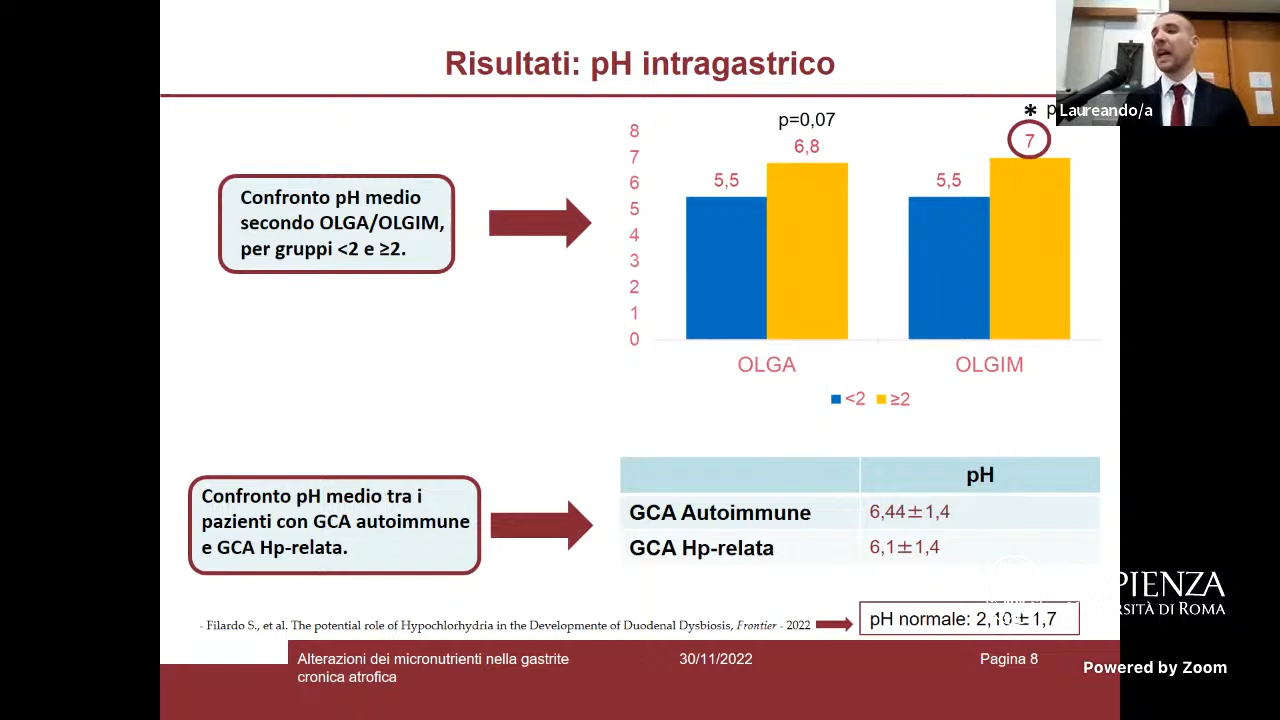 Risultati: pH intragastrico
Laureando/a
* p
p=0,07
8
7
6
5
4
3
2
1
0
5,5
6,8
5,5
7
OLGA
OLGIM
<2
≥2
Confronto pH medio
secondo OLGA/OLGIM,
per gruppi <2 e ≥2.
Confronto pH medio tra i
pazienti con GCA autoimmune
e GCA Hp-relata.
pH
GCA Autoimmune 6,44±1,4
GCA Hp-relata 6,1±1,4
- Filardo S., et al. The potential role of Hypochlorhydria in the Developmente of Duodenal Dysbiosis, Frontier - 2022
pH normale: 2,10±1,7
Alterazioni dei micronutrienti nella gastrite
cronica atrofica
30/11/2022
Pagina 8
PIENZA
DI ROMA
Powered by Zoom